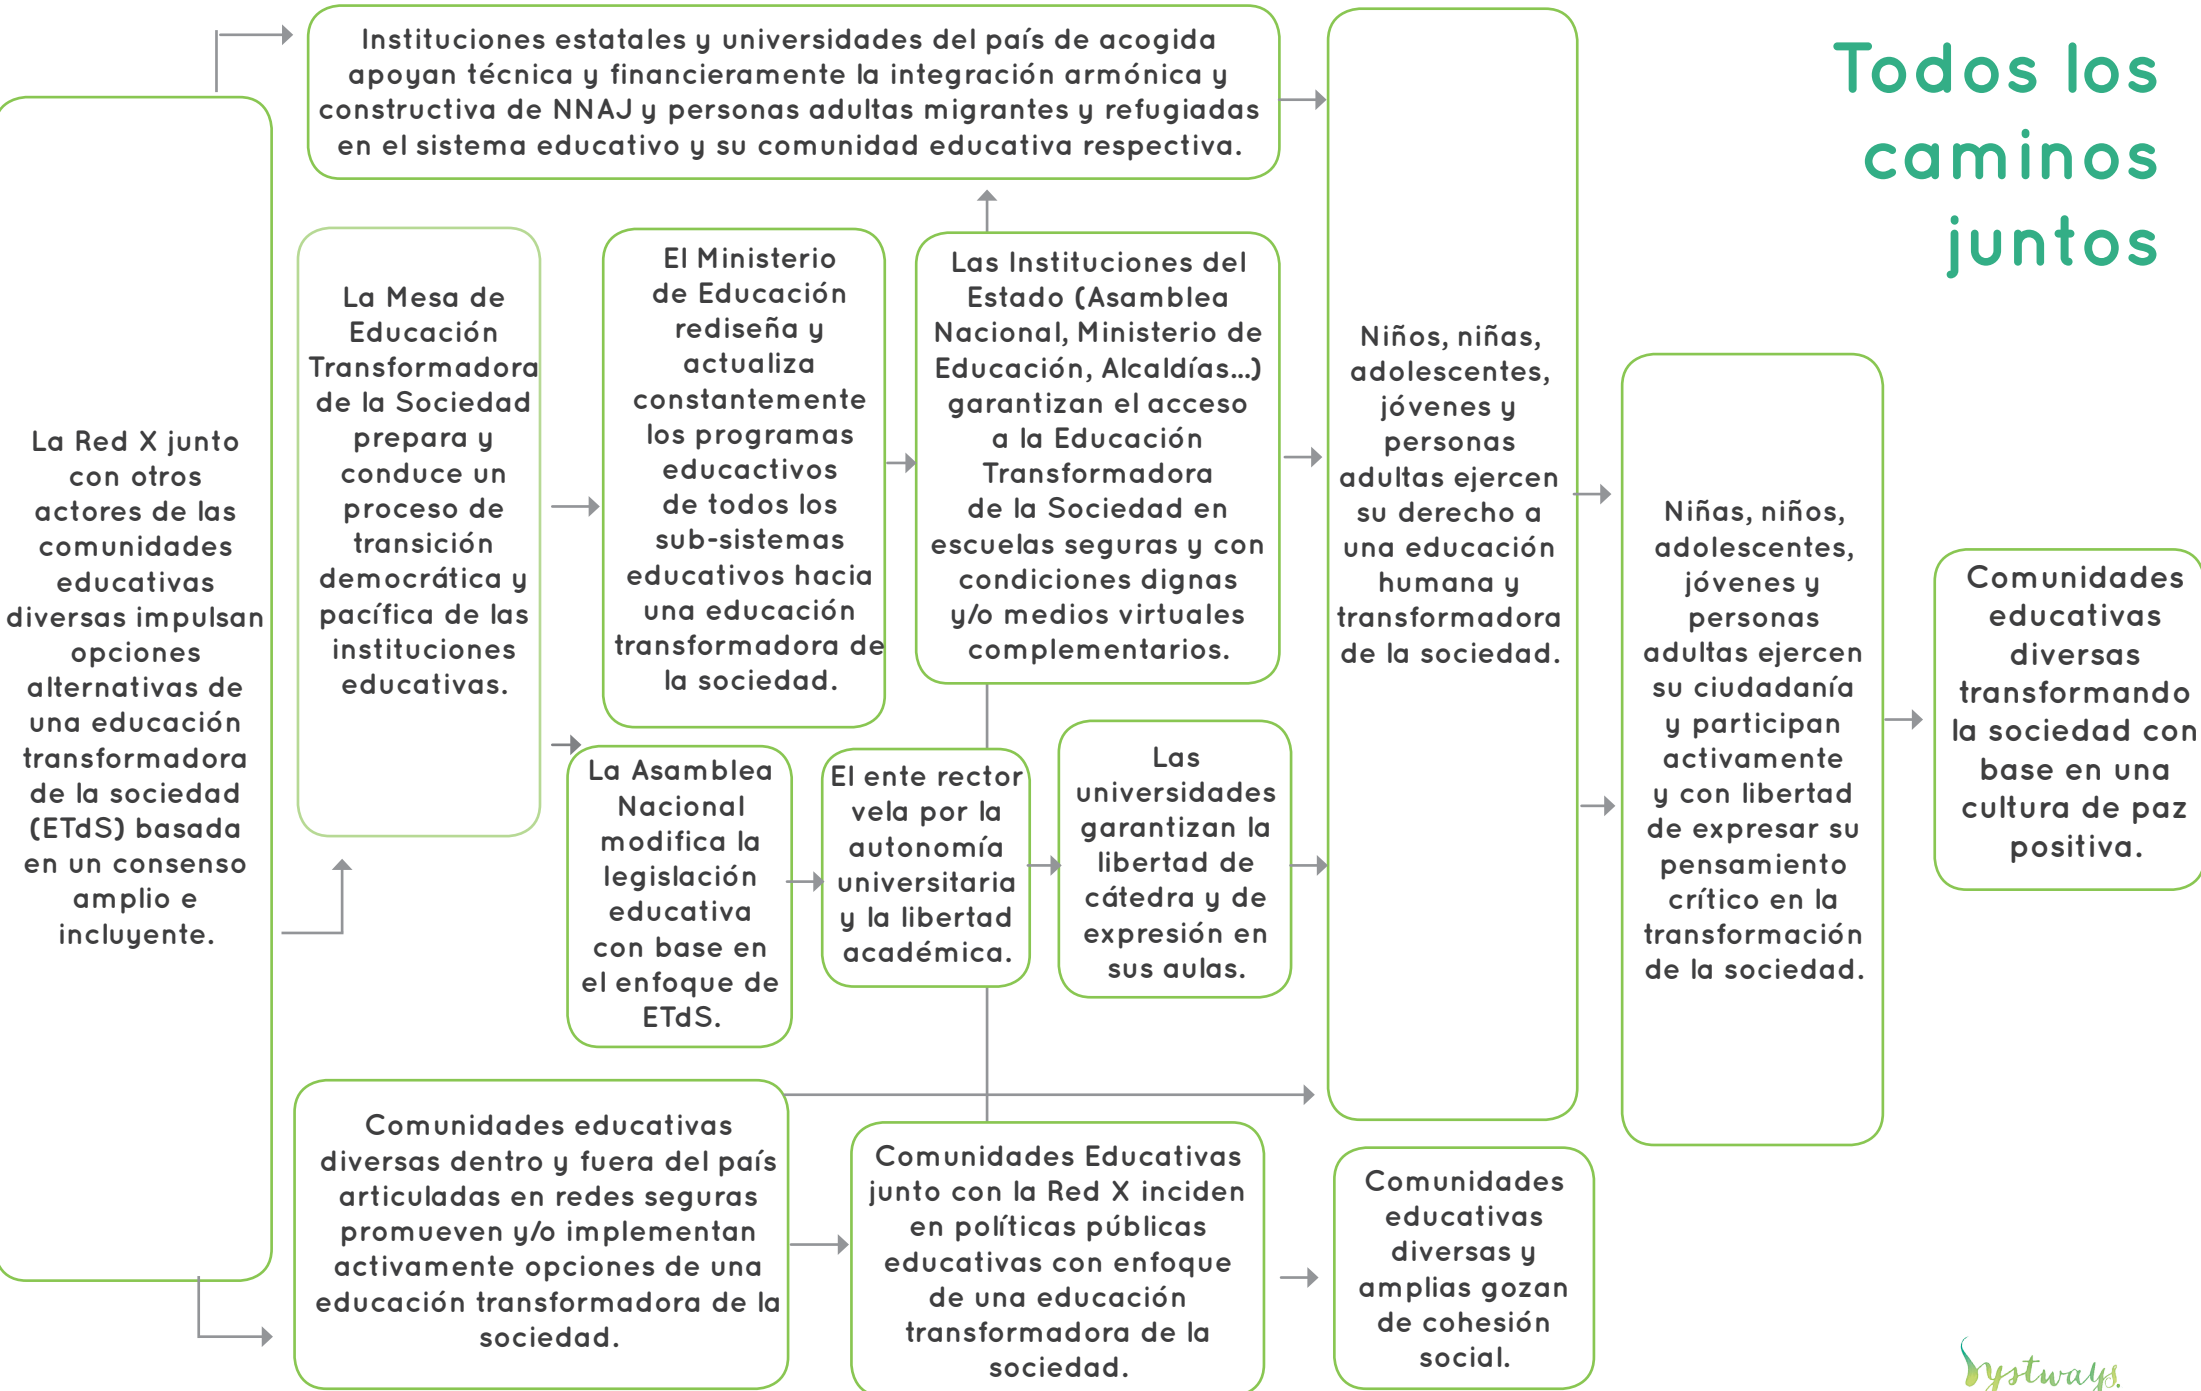 Todos los
caminos
juntos
Instituciones estatales y universidades del país de acogida
apoyan técnica y financieramente la integración armónica y
constructiva de NNAJ y personas adultas migrantes y refugiadas
en el sistema educativo y su comunidad educativa respectiva.
La Red X junto
con otros
actores de las
comunidades
educativas
diversas impulsan
opciones
alternativas de
una educación
transformadora
de la sociedad
(ETdS) basada
en un consenso
amplio e
incluyente.
La Mesa de
Educación
Transformadora
de la Sociedad
prepara y
conduce un
proceso de
transición
democrática y
pacífica de las
instituciones
educativas.
El Ministerio
de Educación
rediseña y
actualiza
constantemente
los programas
educactivos
de todos los
sub-sistemas
educativos hacia
una educación
transformadora de
la sociedad.
Las Instituciones del
Estado (Asamblea
Nacional, Ministerio de
Educación, Alcaldías...)
garantizan el acceso
a la Educación
Transformadora
de la Sociedad en
escuelas seguras y con
condiciones dignas
y/o medios virtuales
complementarios.
La Asamblea
Nacional
modifica la
legislación
educativa
con base en
el enfoque de
ETdS.
El ente rector
vela por la
autonomía
universitaria
y la libertad
académica.
Las
universidades
garantizan la
libertad de
cátedra y de
expresión en
sus aulas.
Niños, niñas,
adolescentes,
jóvenes y
personas
adultas ejercen
su derecho a
una educación
humana y
transformadora
de la sociedad.
Niñas, niños,
adolescentes,
jóvenes y
personas
adultas ejercen
su ciudadanía
y participan
activamente
y con libertad
de expresar su
pensamiento
crítico en la
transformación
de la sociedad.
Comunidades
educativas
diversas
transformando
la sociedad con
base en una
cultura de paz
positiva.
Comunidades educativas
diversas dentro y fuera del país
articuladas en redes seguras
promueven y/o implementan
activamente opciones de una
educación transformadora de la
sociedad.
Comunidades Educativas
junto con la Red X inciden
en políticas públicas
educativas con enfoque
de una educación
transformadora de la
sociedad.
Comunidades
educativas
diversas y
amplias gozan
de cohesión
social.
Systways.